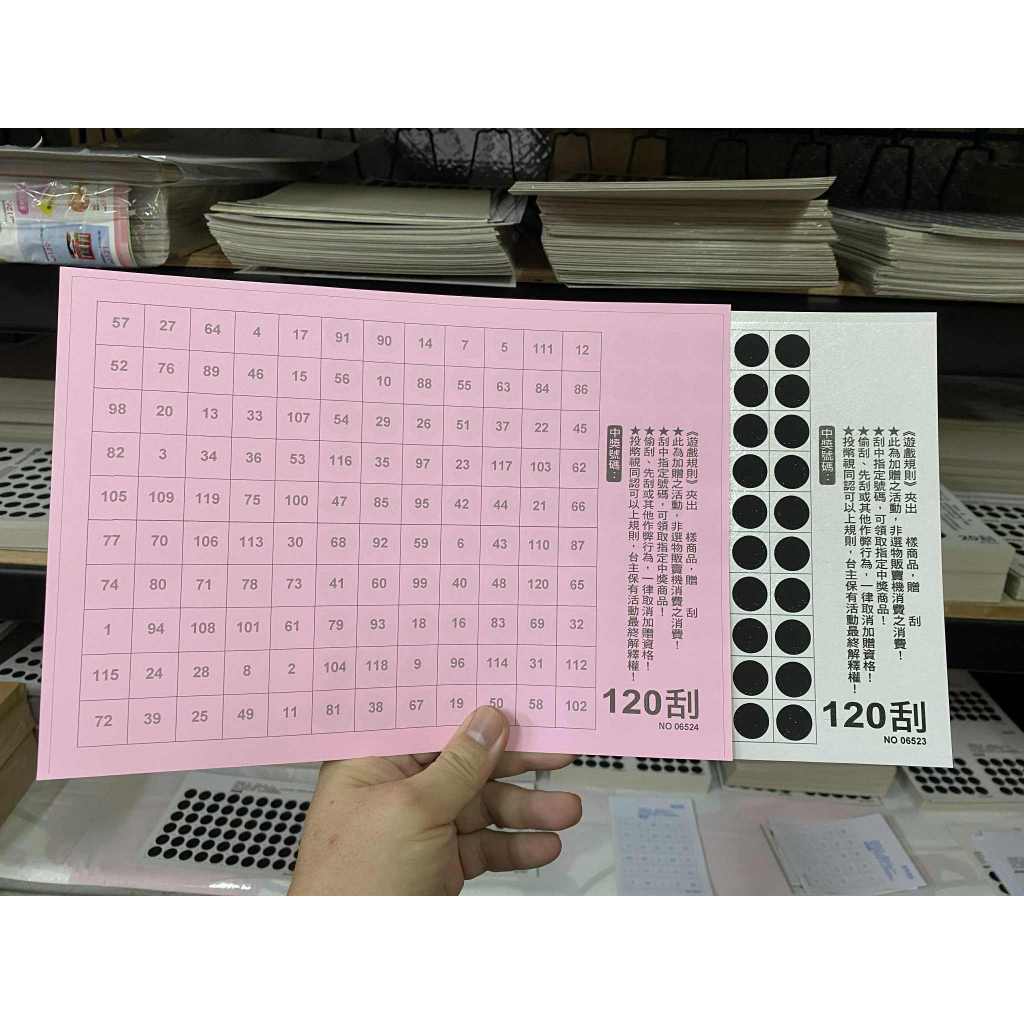 57 27 64 4 17 91 90 14 7 5 111 12
52 76 89 46 15 56 10 88 55 63 84 86
98 20 13 33 107 54 29 26 51 37 22 45
82 3 34 36 53 116 35 97 23 117 103 62
105 109 119 75 100 47 85 95 42 44 21 66
77 70 106 113 30 68 92 59 6 43 110 87
74 80 71 78 73 41 60 99 40 48 120 65
1 94 108 101 61 79 93 18 16 83 69 32
115 24 28 8 2 104 118 9 96 114 31 112
72 39 25 49 11 81 38 67 19 50 58 102
《遊戲規則》夾出 樣商品,贈 刮
★此為加贈之活動,非選物販賣機消費之消費!
★刮中指定號碼,可領取指定中獎商品!
★偷刮、先刮或其他作弊行為,一律取消加贈資格!
★投幣視同認可以上規則,台主保有活動最終解釋權!
中獎號碼:
120刮
NO 06524
《遊戲規則》夾出 樣商品,贈 刮
★此為加贈之活動,非選物販賣機消費之消費!
★刮中指定號碼,可領取指定中獎商品!
★偷刮、先刮或其他作弊行為,一律取消加贈資格!
★投幣視同認可以上規則,台主保有活動最終解釋權!
中獎號碼:
120刮
NO 06523